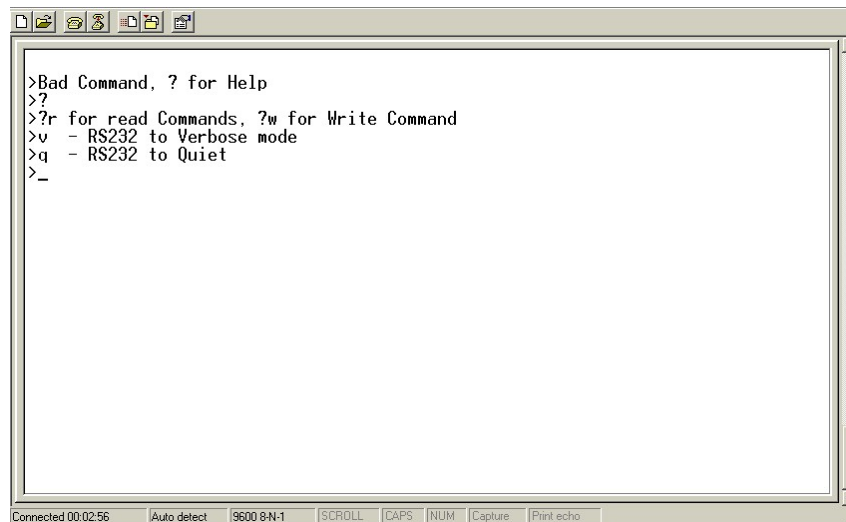 >Bad Command, ? for Help
>?
>?r for read Commands, ?w for Write Command
>v  - RS232 to Verbose mode
>q  - RS232 to Quiet
>_
Connected 00:02:56 Auto detect 9600 8-N-1 SCROLL CAPS NUM Capture Print echo